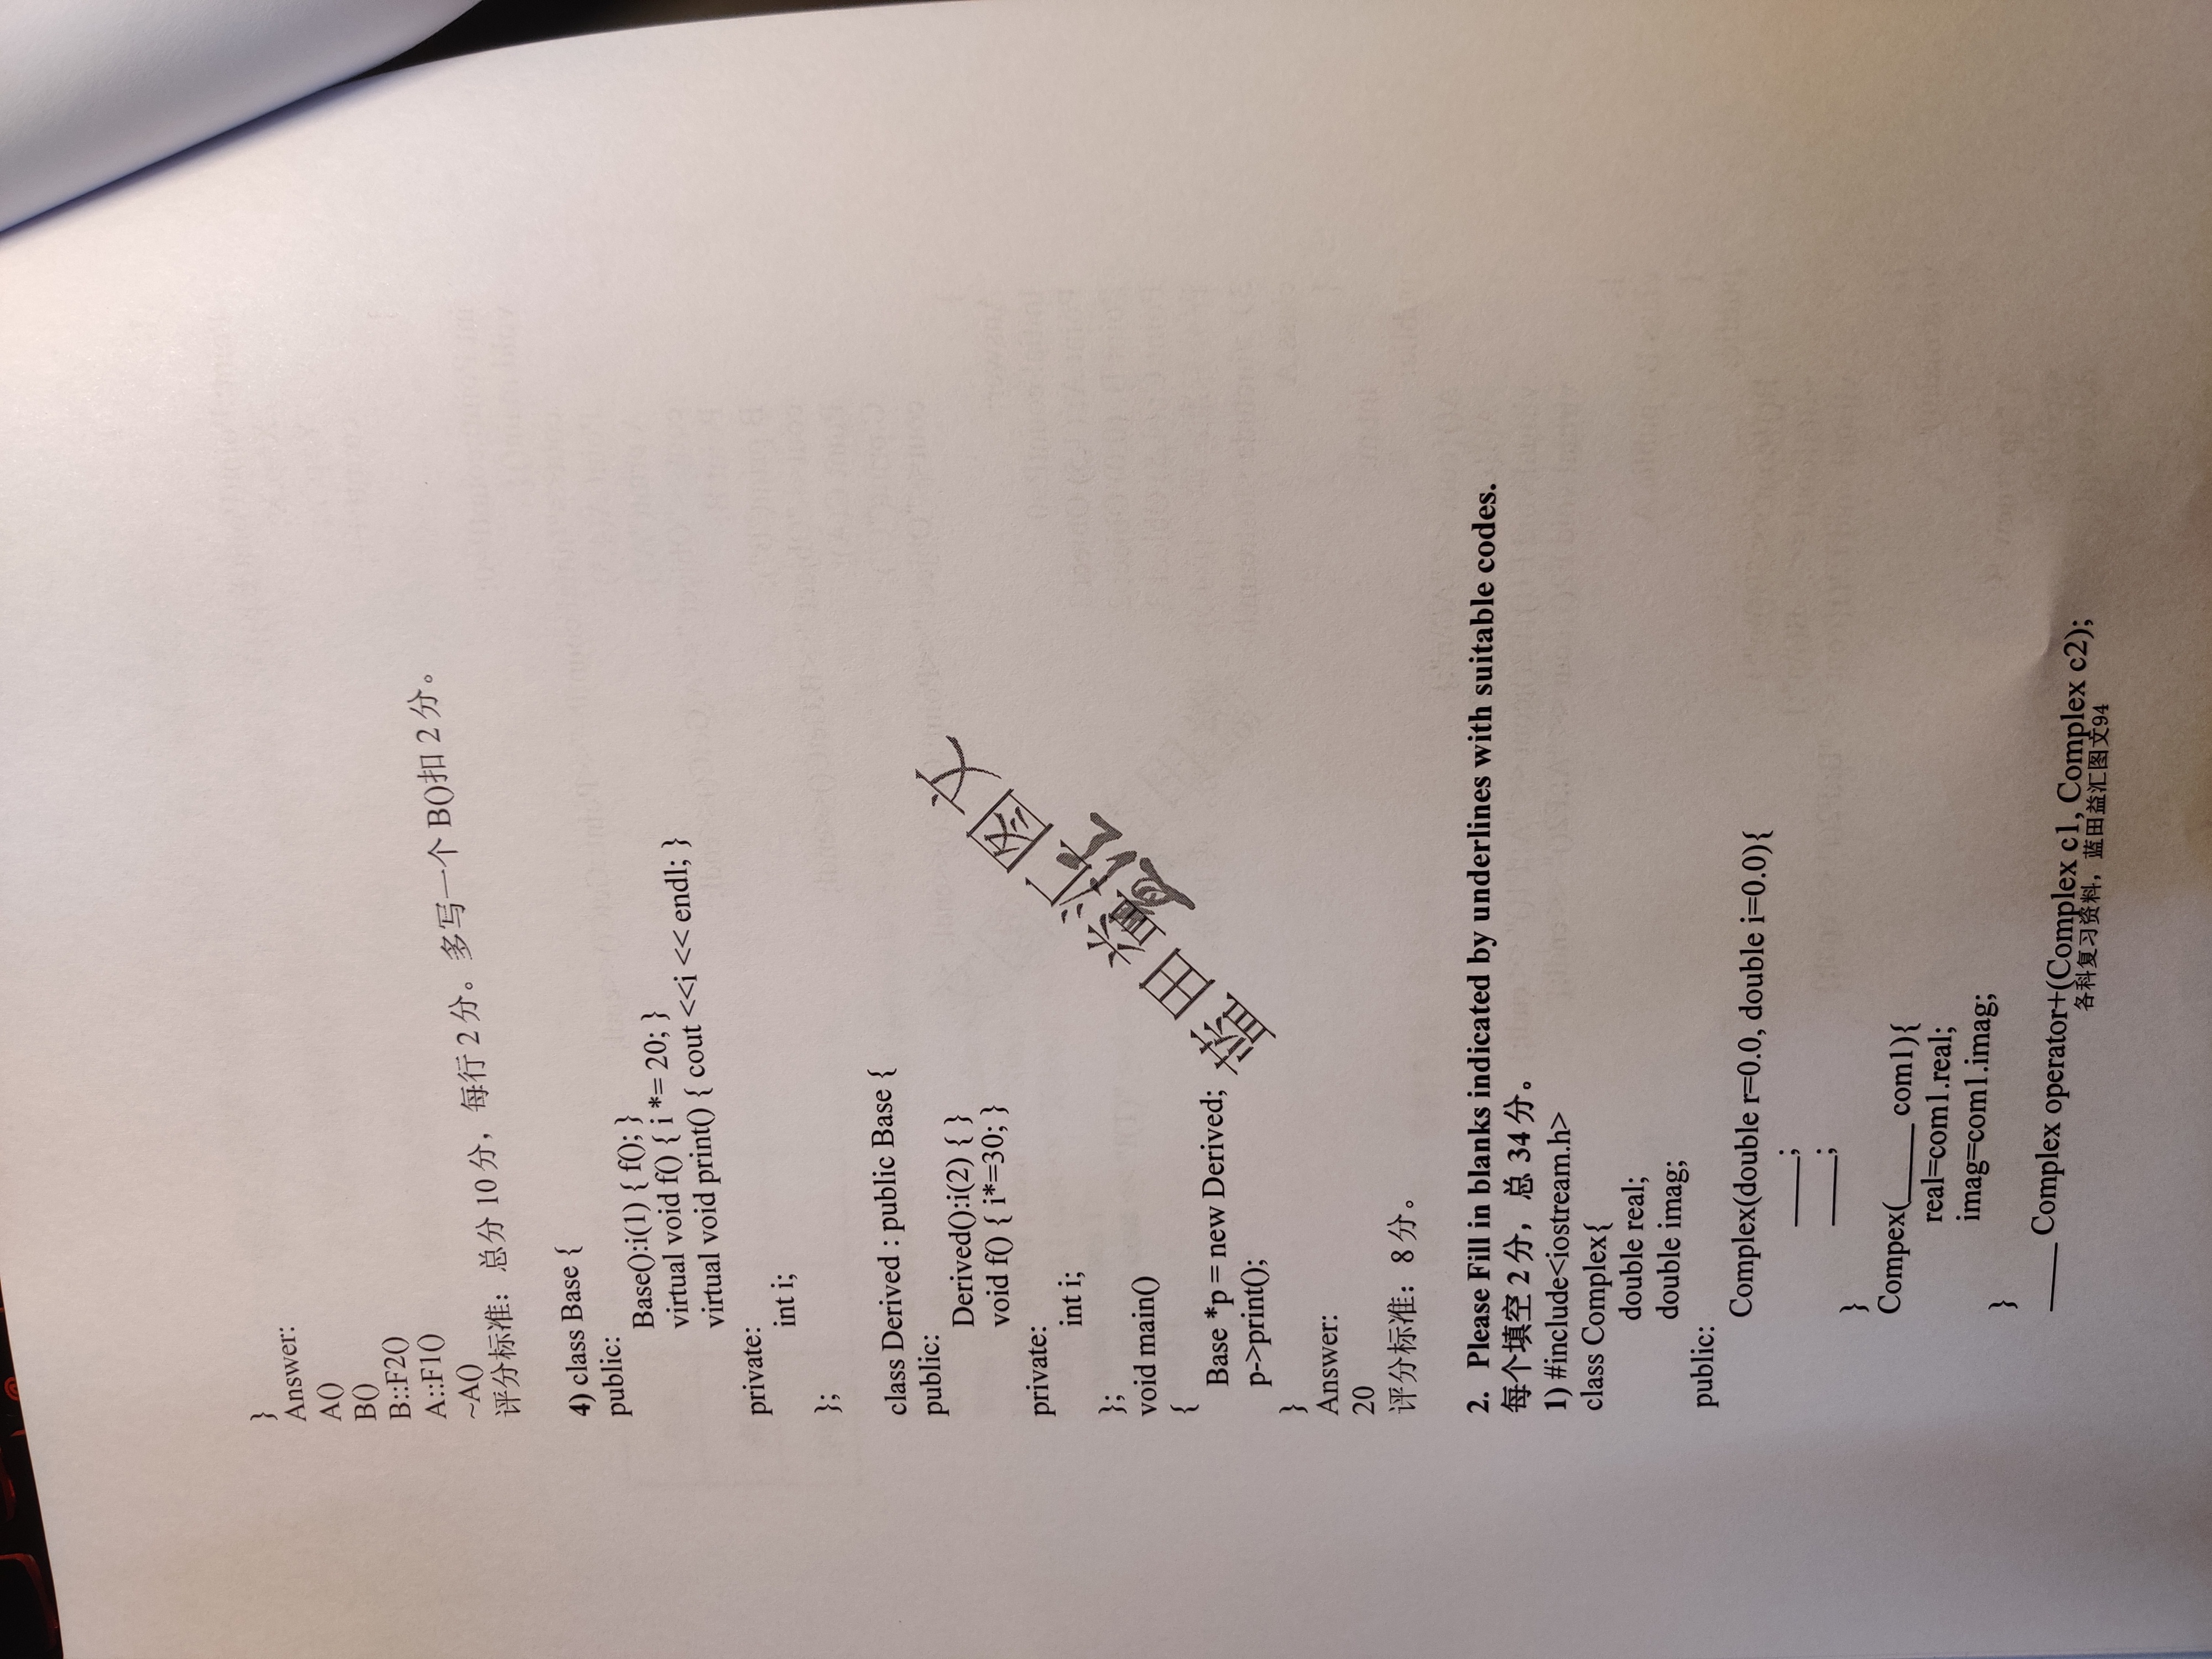 }
Answer:
A()
B()
B::F2()
A::F1()
~A()
评分标准：总分 10 分，每行 2 分。多写一个 B()扣 2 分。
4) class Base {
public:
Base():i(1) { f(); }
virtual void f() { i *= 20; }
virtual void print() { cout <<i << endl; }
private:
int i;
};
class Derived : public Base {
public:
Derived():i(2) { }
void f() { i*=30; }
private:
int i;
};
void main()
{
Base *p = new Derived;
p->print();
}
Answer:
20
评分标准：8 分。
蓝田益汇图文
益汇
2. Please Fill in blanks indicated by underlines with suitable codes.
每个填空 2 分，总 34 分。
1) #include<iostream.h>
class Complex{
double real;
double imag;
public:
Complex(double r=0.0, double i=0.0){
____;
____;
}
Compex(_____ com1){
real=com1.real;
imag=com1.imag;
}
____ Complex operator+(Complex c1, Complex c2);
各科复习资料，蓝田益汇图文94